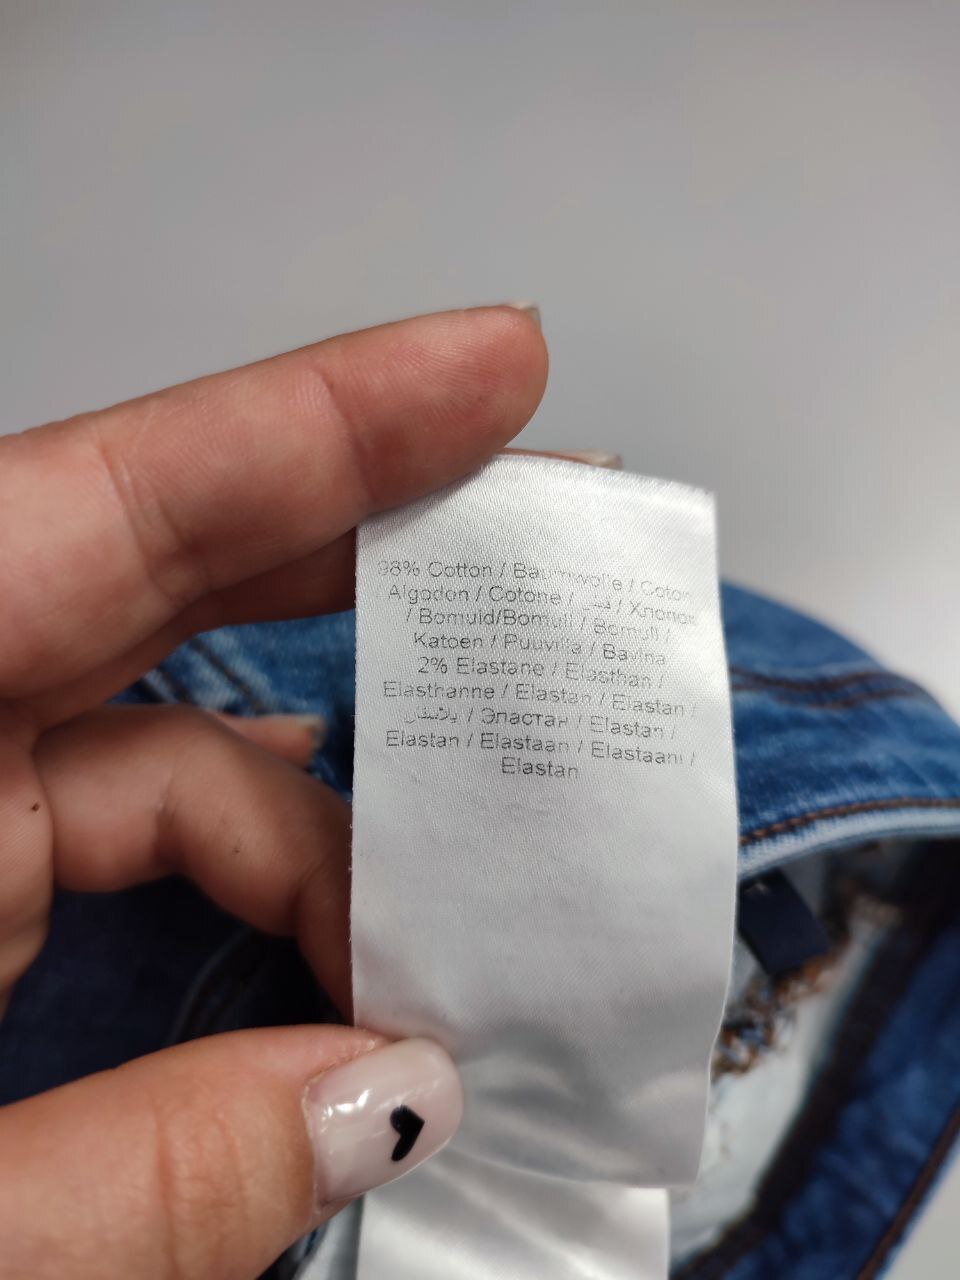 98% Cotton / Baumwolle / Coton
Algodon / Cotone / قطن / Хлопок
/ Bomuld/Bomull / Bomull /
Katoen / Puuvilla / Bavlna
2% Elastane / Elasthan /
Elasthanne / Elastan / Elastan /
/ Эластан / Elastan /
Elastan / Elastaan / Elastaani /
Elastan